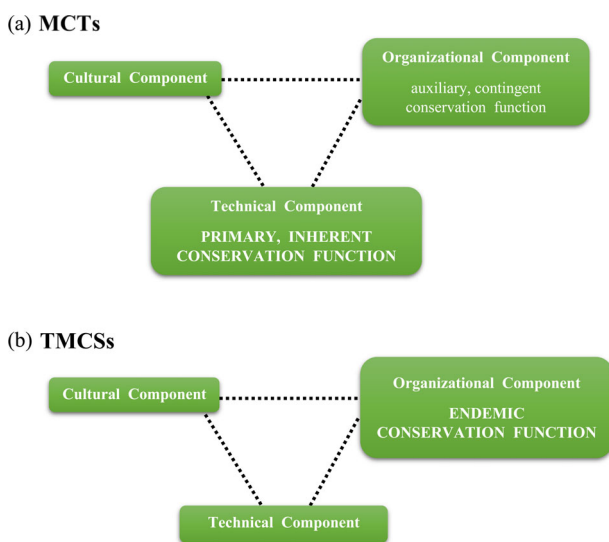 (a) MCTs
Cultural Component
Organizational Component
auxiliary, contingent
conservation function
Technical Component
PRIMARY, INHERENT
CONSERVATION FUNCTION
(b) TMCSs
Cultural Component
Organizational Component
ENDEMIC
CONSERVATION FUNCTION
Technical Component